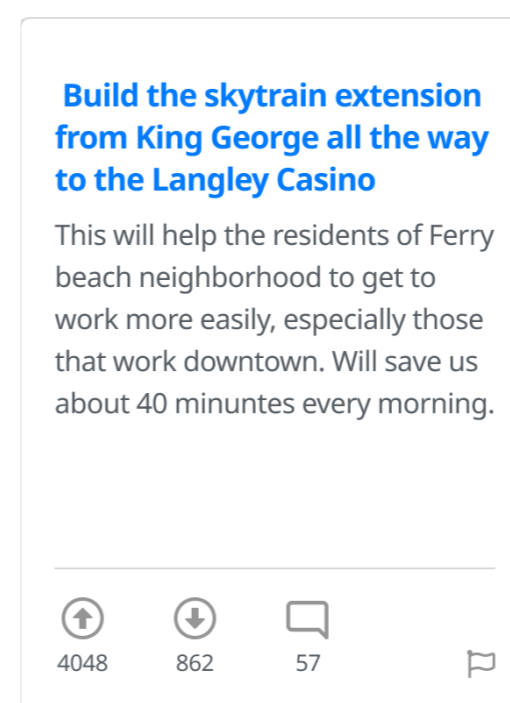 Build the skytrain extension
from King George all the way
to the Langley Casino
This will help the residents of Ferry
beach neighborhood to get to
work more easily, especially those
that work downtown. Will save us
about 40 minuntes every morning.
4048 862 57